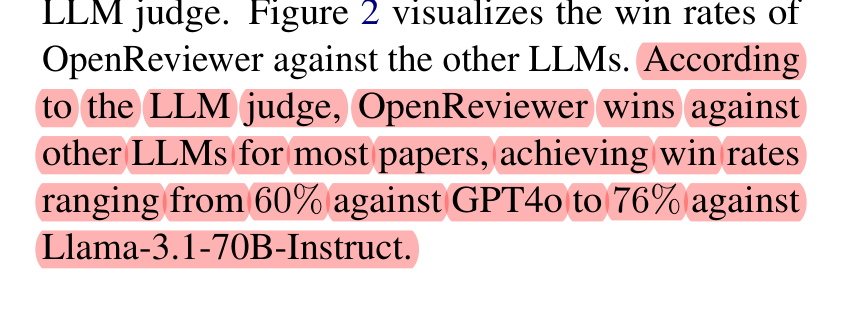 LLM judge. Figure 2 visualizes the win rates of
OpenReviewer against the other LLMs. According
to the LLM judge, OpenReviewer wins against
other LLMs for most papers, achieving win rates
ranging from 60% against GPT4o to 76% against
Llama-3.1-70B-Instruct.